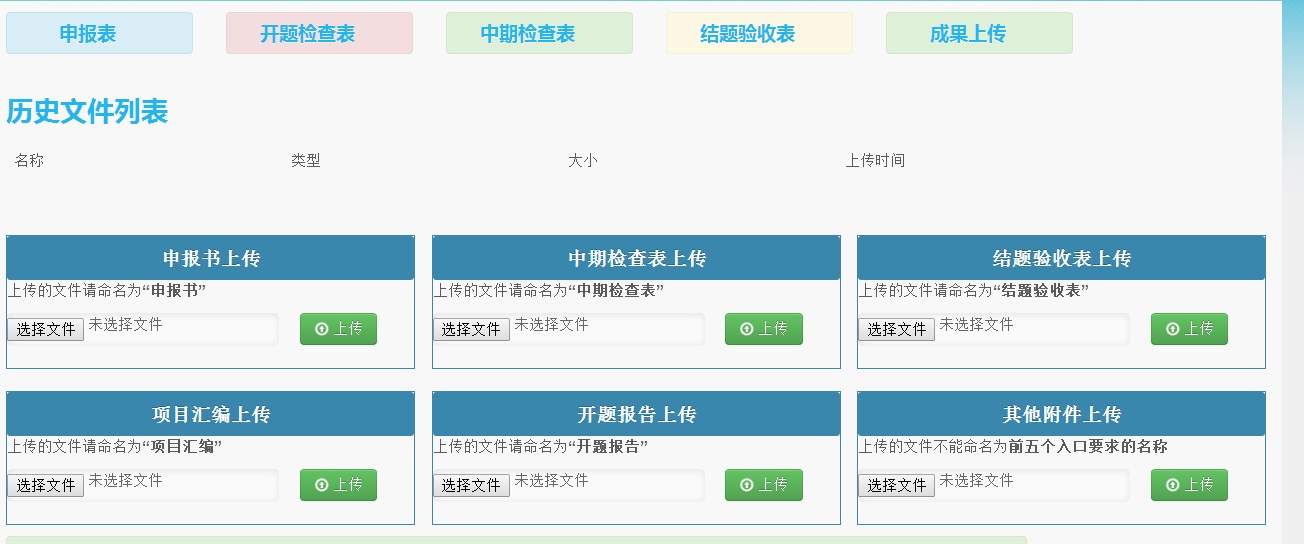 申报表 开题检查表 中期检查表 结题验收表 成果上传
历史文件列表
名称 类型 大小 上传时间
申报书上传 中期检查表上传 结题验收表上传
上传的文件请命名为“申报书” 上传的文件请命名为“中期检查表” 上传的文件请命名为“结题验收表”
选择文件 未选择文件 上传 选择文件 未选择文件 上传 选择文件 未选择文件 上传
项目汇编上传 开题报告上传 其他附件上传
上传的文件请命名为“项目汇编” 上传的文件请命名为“开题报告” 上传的文件不能命名为前五个入口要求的名称
选择文件 未选择文件 上传 选择文件 未选择文件 上传 选择文件 未选择文件 上传